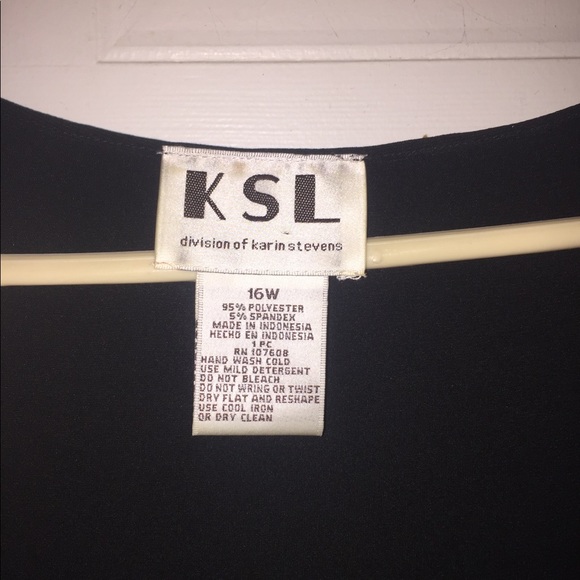 KSL
division of karin stevens
16W
95% POLYESTER
5% SPANDEX
MADE IN INDONESIA
HECHO EN INDONESIA
1 PC
RN 107608
HAND WASH COLD
USE MILD DETERGENT
DO NOT BLEACH
DO NOT WRING OR TWIST
DRY FLAT AND RESHAPE
USE COOL IRON
OR DRY CLEAN